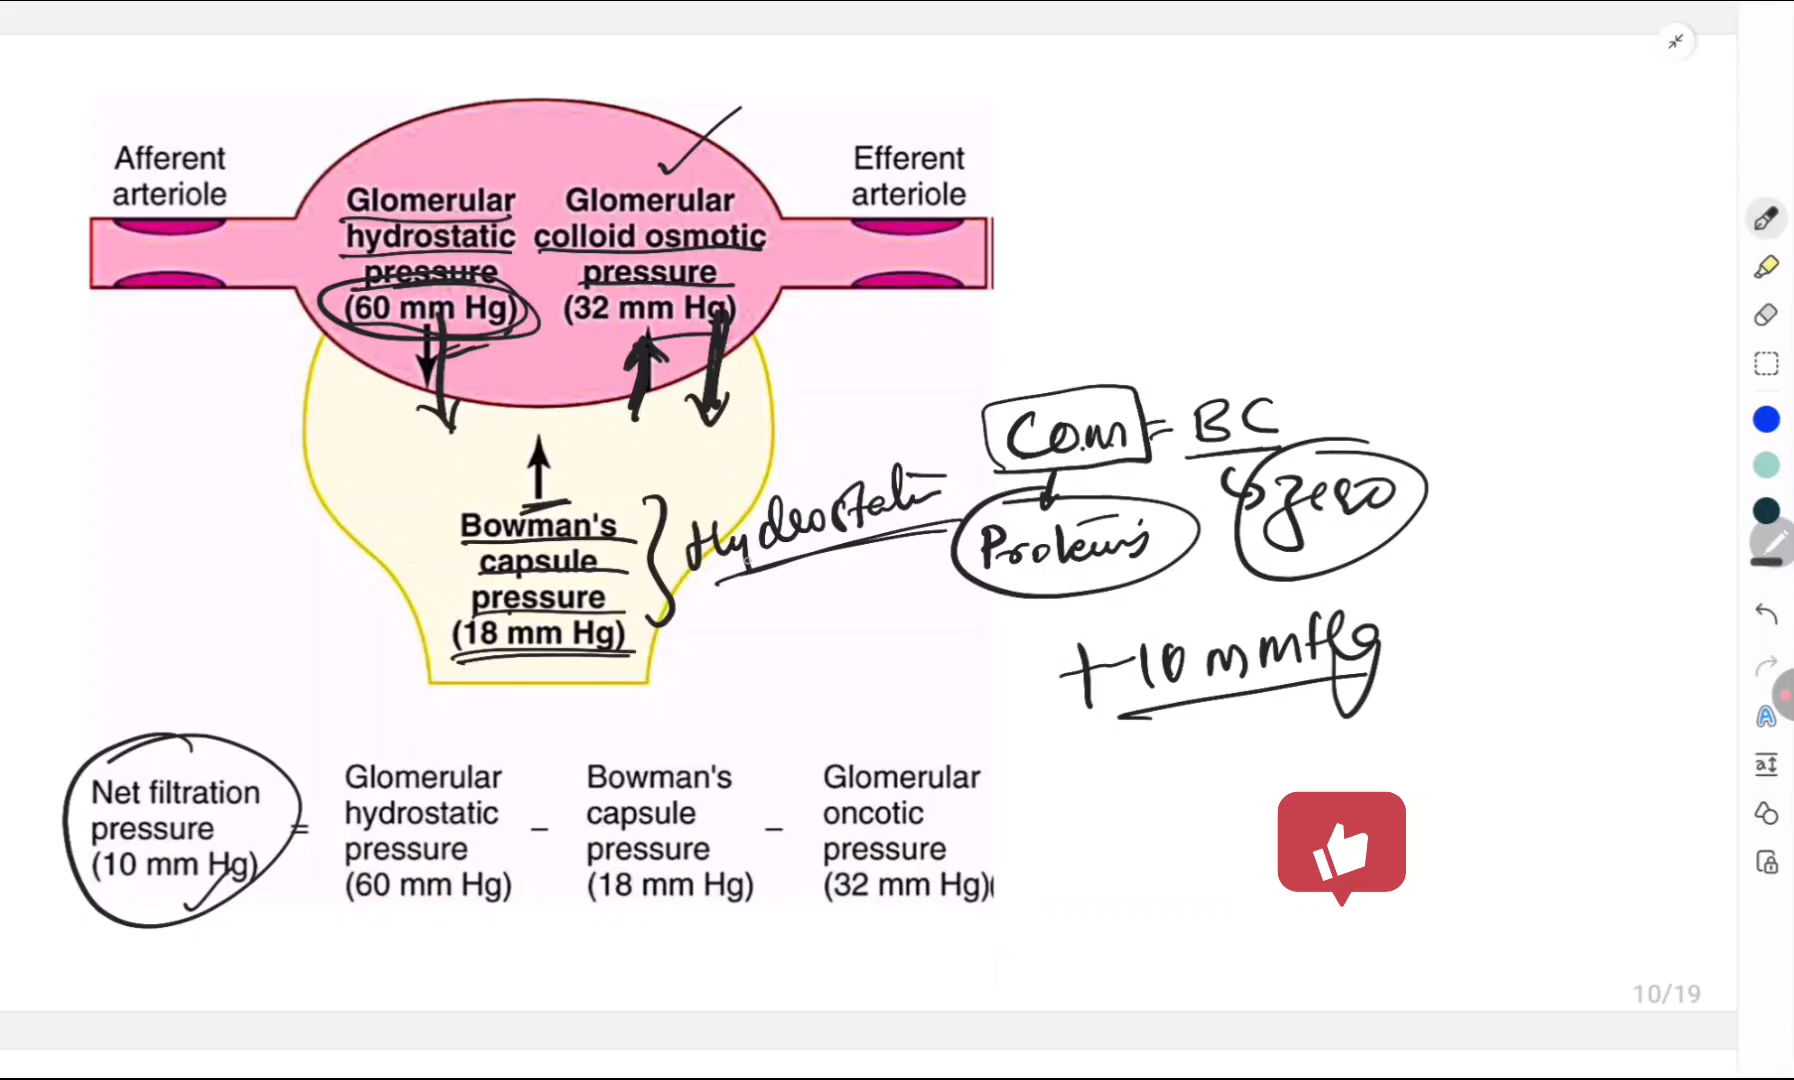 Afferent
arteriole
Efferent
arteriole
Glomerular
hydrostatic
pressure
(60 mm Hg)
Glomerular
colloid osmotic
pressure
(32 mm Hg)
Bowman's
capsule
pressure
(18 mm Hg)
Hydrostatic
= BC
Proteins
Zero
+10 mmHg
Net filtration
pressure
(10 mm Hg)
=
Glomerular
hydrostatic
pressure
(60 mm Hg)
–
Bowman's
capsule
pressure
(18 mm Hg)
–
Glomerular
oncotic
pressure
(32 mm Hg)
10/19